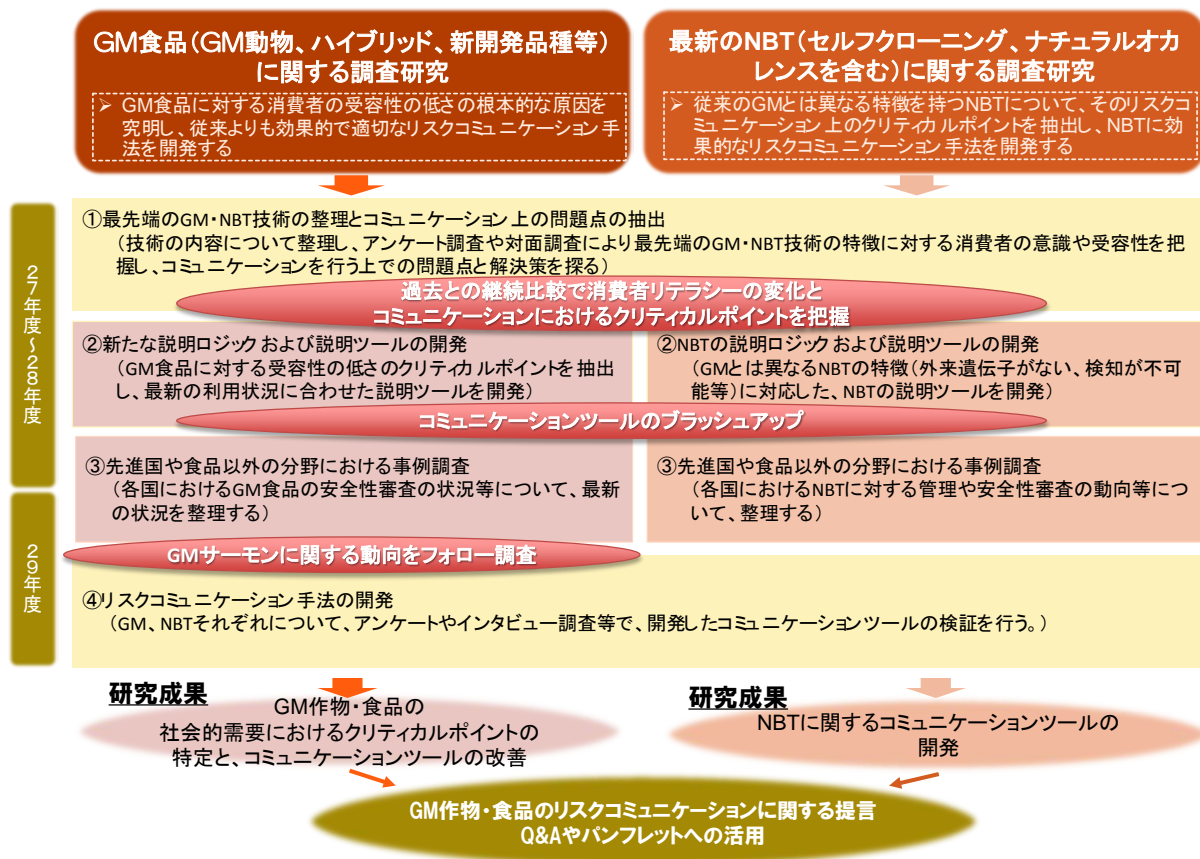 GM食品(GM動物、ハイブリッド、新開発品種等)
に関する調査研究
➢ GM食品に対する消費者の受容性の低さの根本的な原因を
究明し、従来よりも効果的で適切なリスクコミュニケーション手
法を開発する
最新のNBT(セルフクローニング、ナチュラルオカ
レンスを含む)に関する調査研究
➢ 従来のGMとは異なる特徴を持つNBTについて、そのリスクコ
ミュニケーション上のクリティカルポイントを抽出し、NBTに効
果的なリスクコミュニケーション手法を開発する
27年度~28年度
①最先端のGM・NBT技術の整理とコミュニケーション上の問題点の抽出
(技術の内容について整理し、アンケート調査や対面調査により最先端のGM・NBT技術の特徴に対する消費者の意識や受容性を把
握し、コミュニケーションを行う上での問題点と解決策を探る)
過去との継続比較で消費者リテラシーの変化と
コミュニケーションにおけるクリティカルポイントを把握
②新たな説明ロジックおよび説明ツールの開発
(GM食品に対する受容性の低さのクリティカルポイントを抽出
し、最新の利用状況に合わせた説明ツールを開発)
②NBTの説明ロジックおよび説明ツールの開発
(GMとは異なるNBTの特徴(外来遺伝子がない、検知が不可
能等)に対応した、NBTの説明ツールを開発)
コミュニケーションツールのブラッシュアップ
③先進国や食品以外の分野における事例調査
(各国におけるGM食品の安全性審査の状況等について、最新
の状況を整理する)
③先進国や食品以外の分野における事例調査
(各国におけるNBTに対する管理や安全性審査の動向等につ
いて、整理する)
29年度
GMサーモンに関する動向をフォロー調査
④リスクコミュニケーション手法の開発
(GM、NBTそれぞれについて、アンケートやインタビュー調査等で、開発したコミュニケーションツールの検証を行う。)
研究成果
GM作物・食品の
社会的需要におけるクリティカルポイントの
特定と、コミュニケーションツールの改善
研究成果
NBTに関するコミュニケーションツールの
開発
GM作物・食品のリスクコミュニケーションに関する提言
Q&Aやパンフレットへの活用